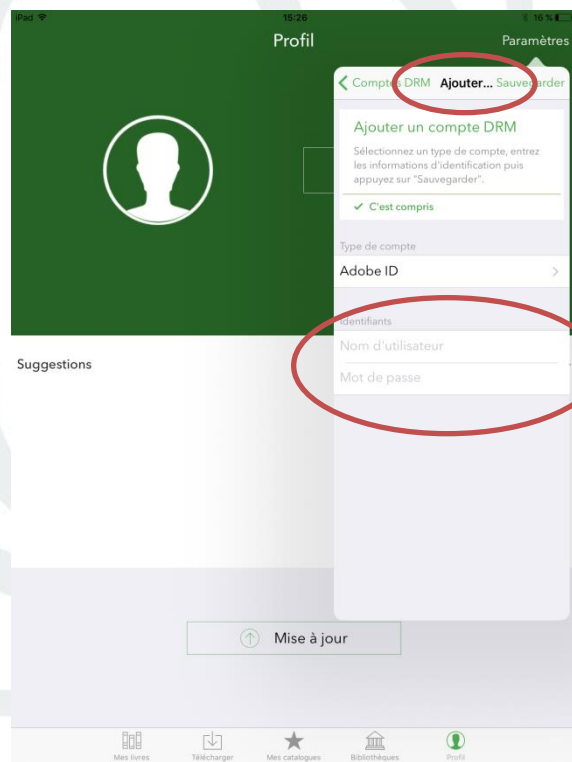 iPad 15:26 16 %
Profil
Paramètres
Comptes DRM Ajouter... Sauvegarder
Ajouter un compte DRM
Sélectionnez un type de compte, entrez
les informations d'identification puis
appuyez sur "Sauvegarder".
✓ C'est compris
Type de compte
Adobe ID
Identifiants
Nom d'utilisateur
Mot de passe
Suggestions
Mise à jour
Mes livres Télécharger Mes catalogues Bibliothèques Profil